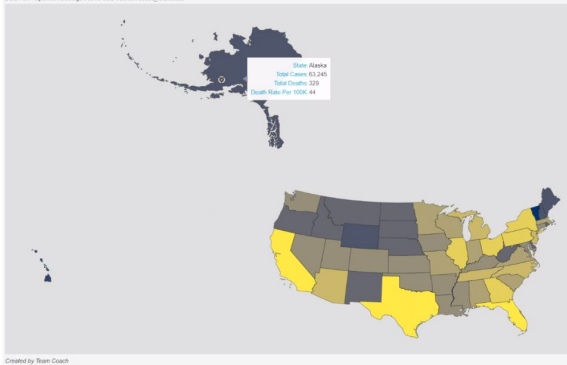 State Alaska
Total Cases 63,245
Total Deaths 329
Death Rate Per 100K 44
Created by Team Coach